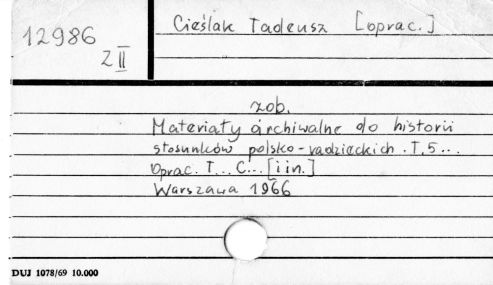 12986
Z II
Cieślak Tadeusz [oprac.]
zob.
Materiały archiwalne do historii
stosunków polsko-radzieckich. T.5...
Oprac. T... C... [i in.]
Warszawa 1966
DUJ 1078/69 10.000